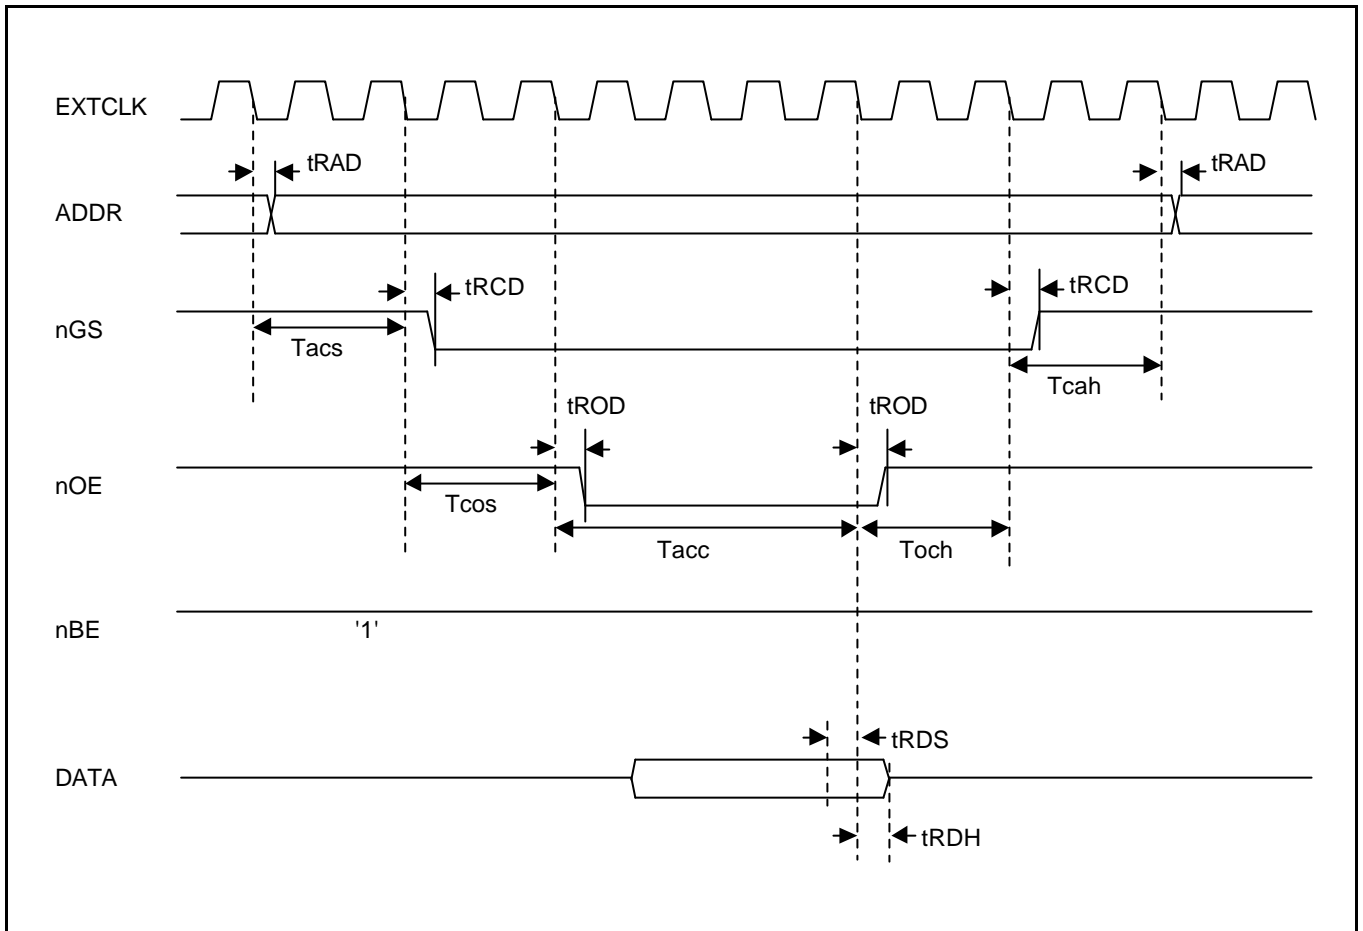 EXTCLK
tRAD
tRAD
ADDR
tRCD
tRCD
nGS
Tacs
Tcah
tROD
tROD
nOE
Tcos
Tacc
Toch
nBE
'1'
tRDS
DATA
tRDH